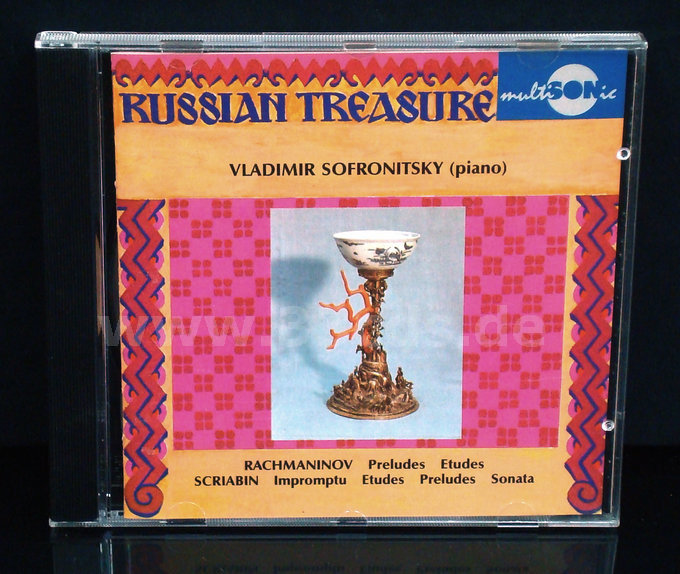 RUSSIAN TREASURE
multiSONic
VLADIMIR SOFRONITSKY (piano)
RACHMANINOV Preludes Etudes
SCRIABIN Impromptu Etudes Preludes Sonata